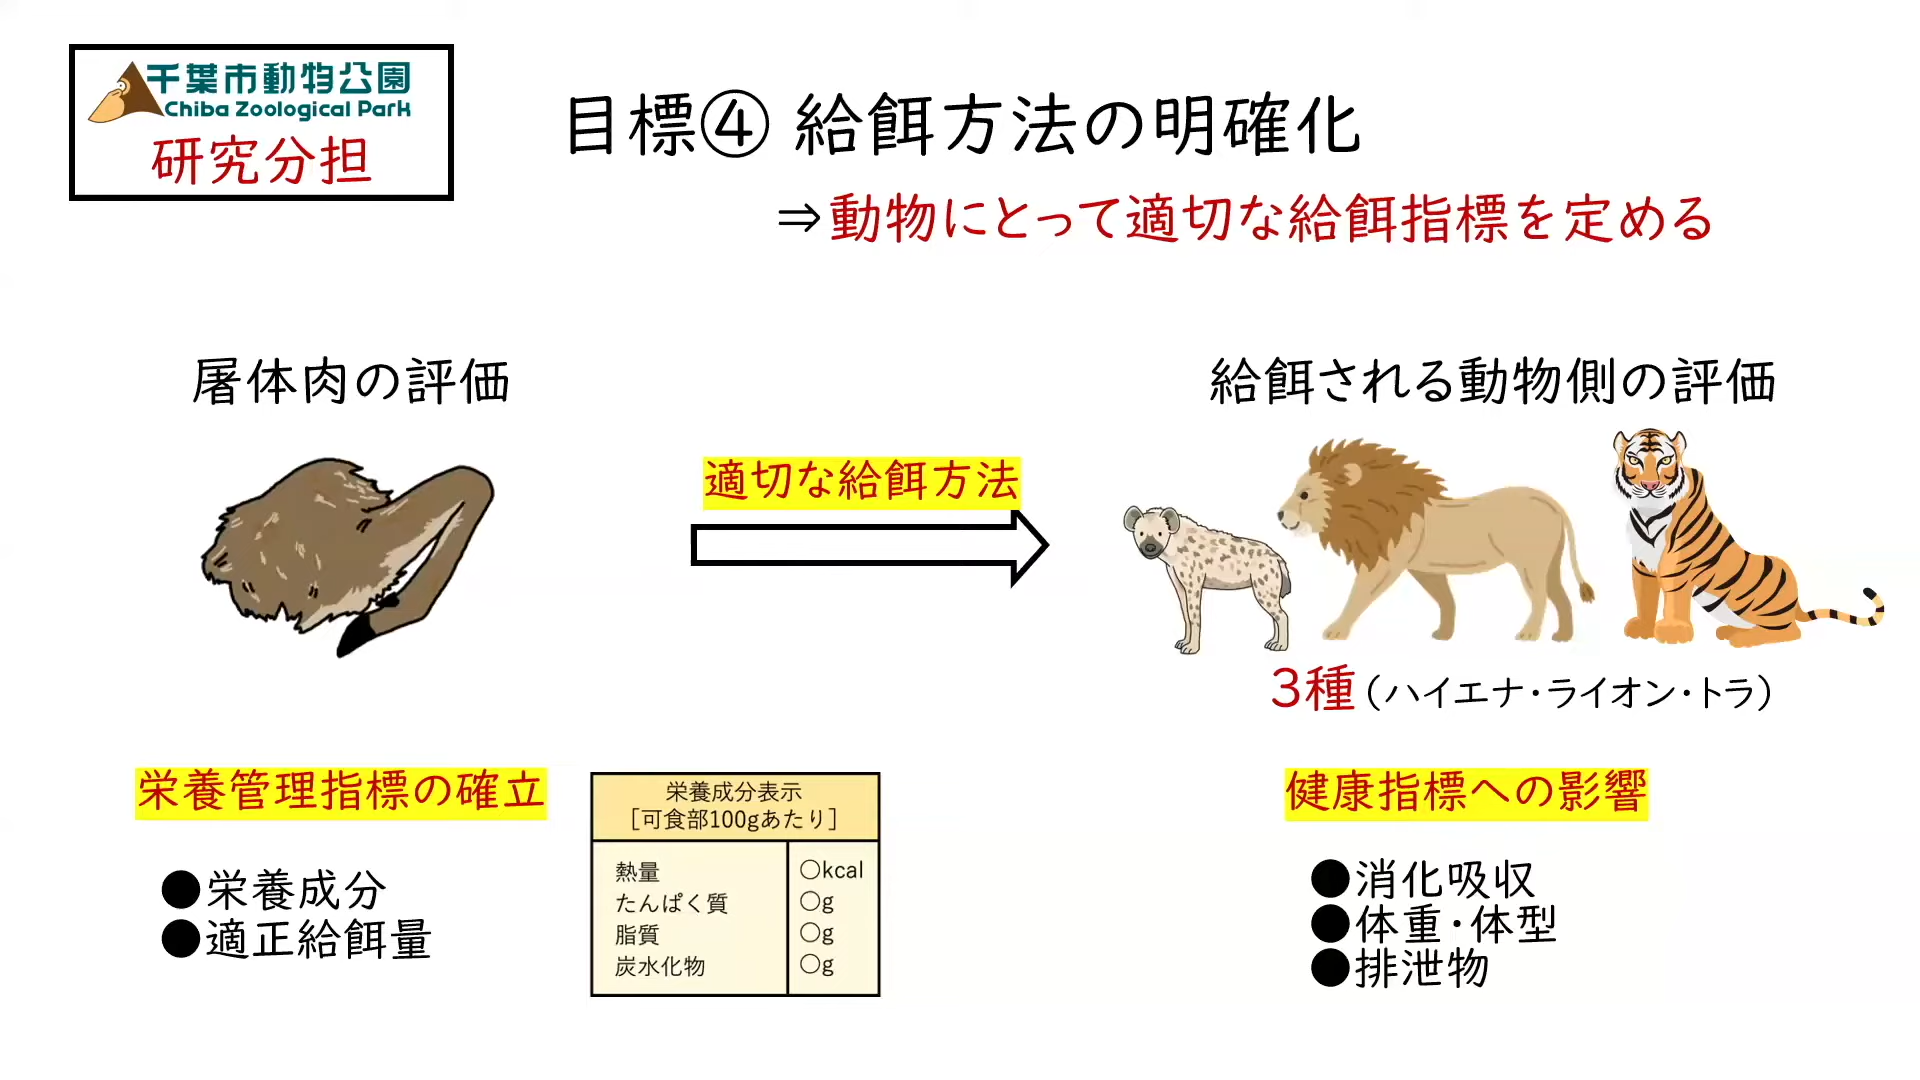 千葉市動物公園
Chiba Zoological Park
研究分担
目標④ 給餌方法の明確化
⇒動物にとって適切な給餌指標を定める
屠体肉の評価
適切な給餌方法
給餌される動物側の評価
3種（ハイエナ・ライオン・トラ）
栄養管理指標の確立
●栄養成分
●適正給餌量
栄養成分表示
［可食部100gあたり］
熱量 ○kcal
たんぱく質 ○g
脂質 ○g
炭水化物 ○g
健康指標への影響
●消化吸収
●体重・体型
●排泄物